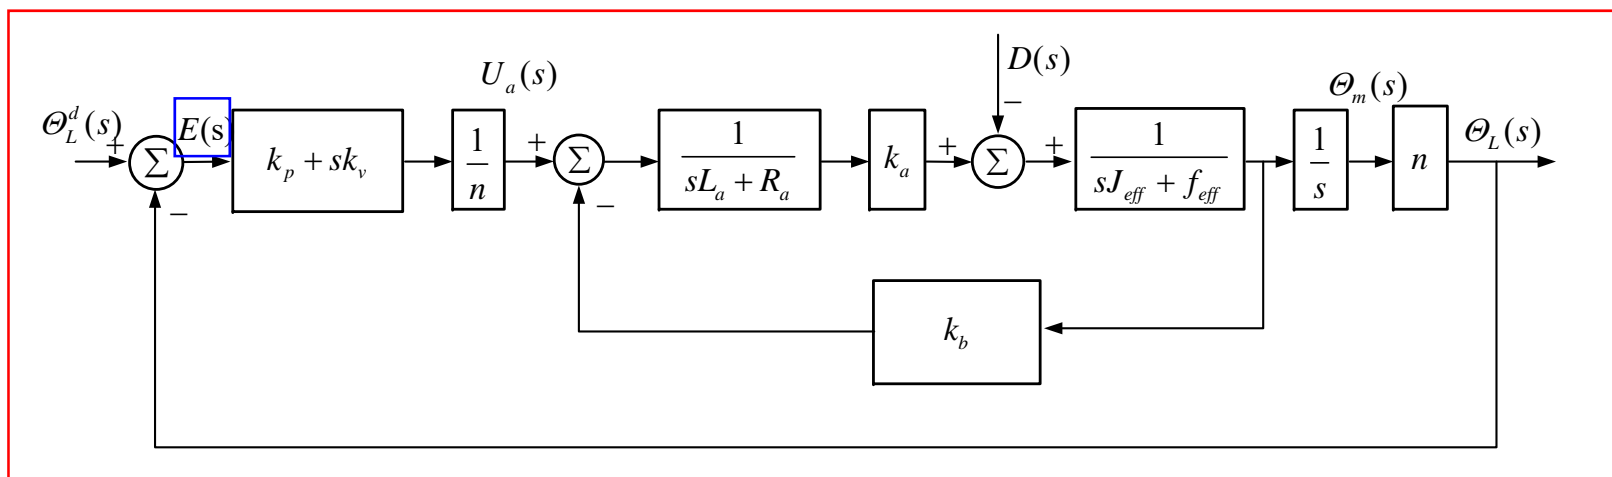 Θ_L^d(s)
+
Σ
−
E(s)
k_p + sk_v
1/n
U_a(s)
+
Σ
−
1/(sL_a + R_a)
k_a
+
D(s)
−
Σ
+
1/(sJ_eff + f_eff)
1/s
Θ_m(s)
n
Θ_L(s)
k_b